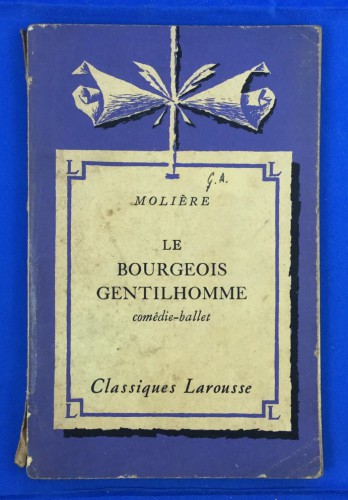 L L
G.A.
MOLIÈRE
LE
BOURGEOIS
GENTILHOMME
comédie-ballet
Classiques Larousse
L L